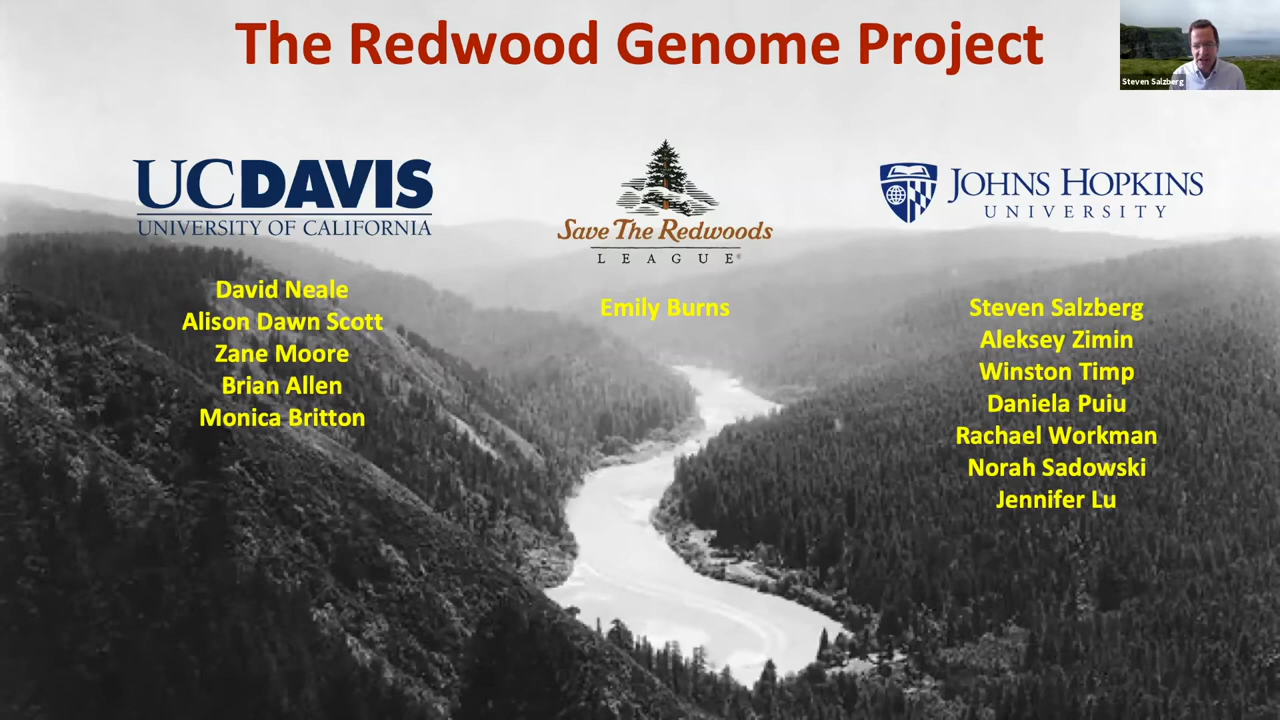 The Redwood Genome Project
Steven Salzberg
UCDAVIS
UNIVERSITY OF CALIFORNIA
David Neale
Alison Dawn Scott
Zane Moore
Brian Allen
Monica Britton
Save The Redwoods
LEAGUE®
Emily Burns
JOHNS HOPKINS
UNIVERSITY
Steven Salzberg
Aleksey Zimin
Winston Timp
Daniela Puiu
Rachael Workman
Norah Sadowski
Jennifer Lu